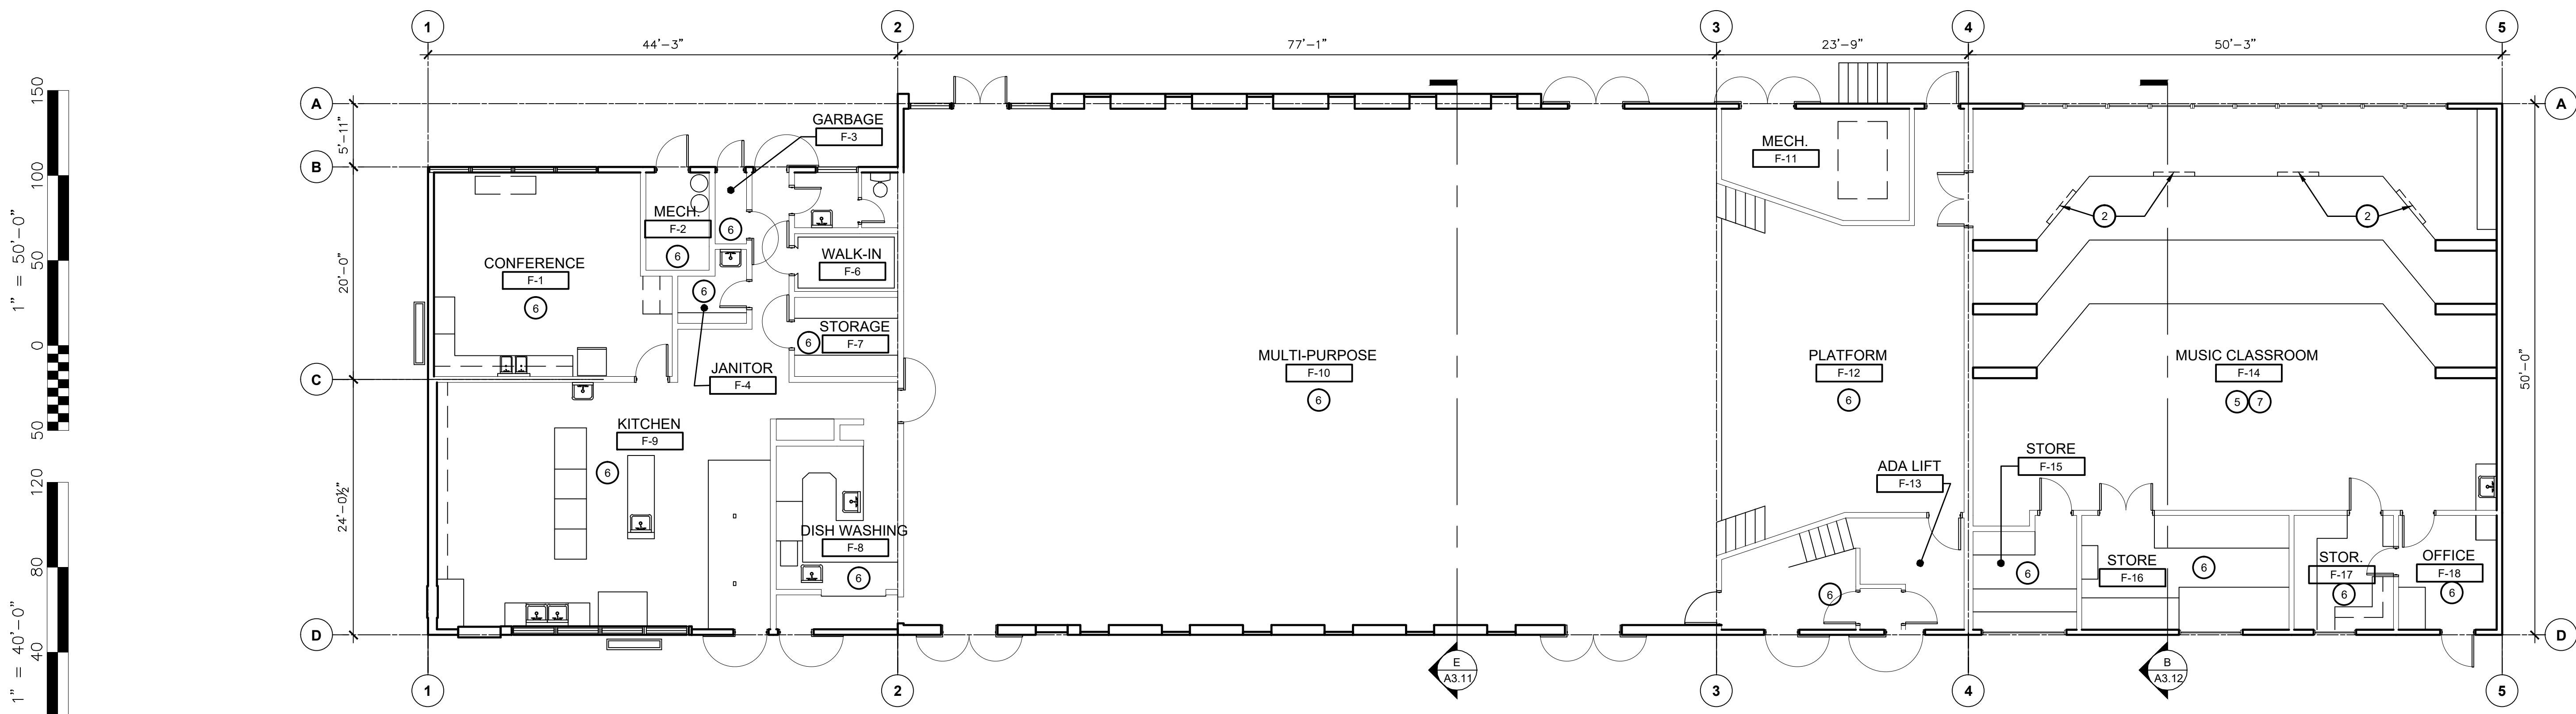 1
2
3
4
5
44'-3"
77'-1"
23'-9"
50'-3"
A
A
5'-11"
B
20'-0"
C
24'-0½"
D
D
50'-0"
150
100
50
0
50
1" = 50'-0"
120
80
40
1" = 40'-0"
GARBAGE
F-3
6
MECH.
F-2
6
CONFERENCE
F-1
6
WALK-IN
F-6
6
STORAGE
6
F-7
JANITOR
F-4
KITCHEN
F-9
6
DISH WASHING
F-8
6
MULTI-PURPOSE
F-10
6
MECH.
F-11
PLATFORM
F-12
6
ADA LIFT
F-13
6
2
2
MUSIC CLASSROOM
F-14
5
7
STORE
F-15
6
STORE
F-16
6
STOR.
F-17
6
OFFICE
F-18
6
E
A3.11
B
A3.12
1
2
3
4
5